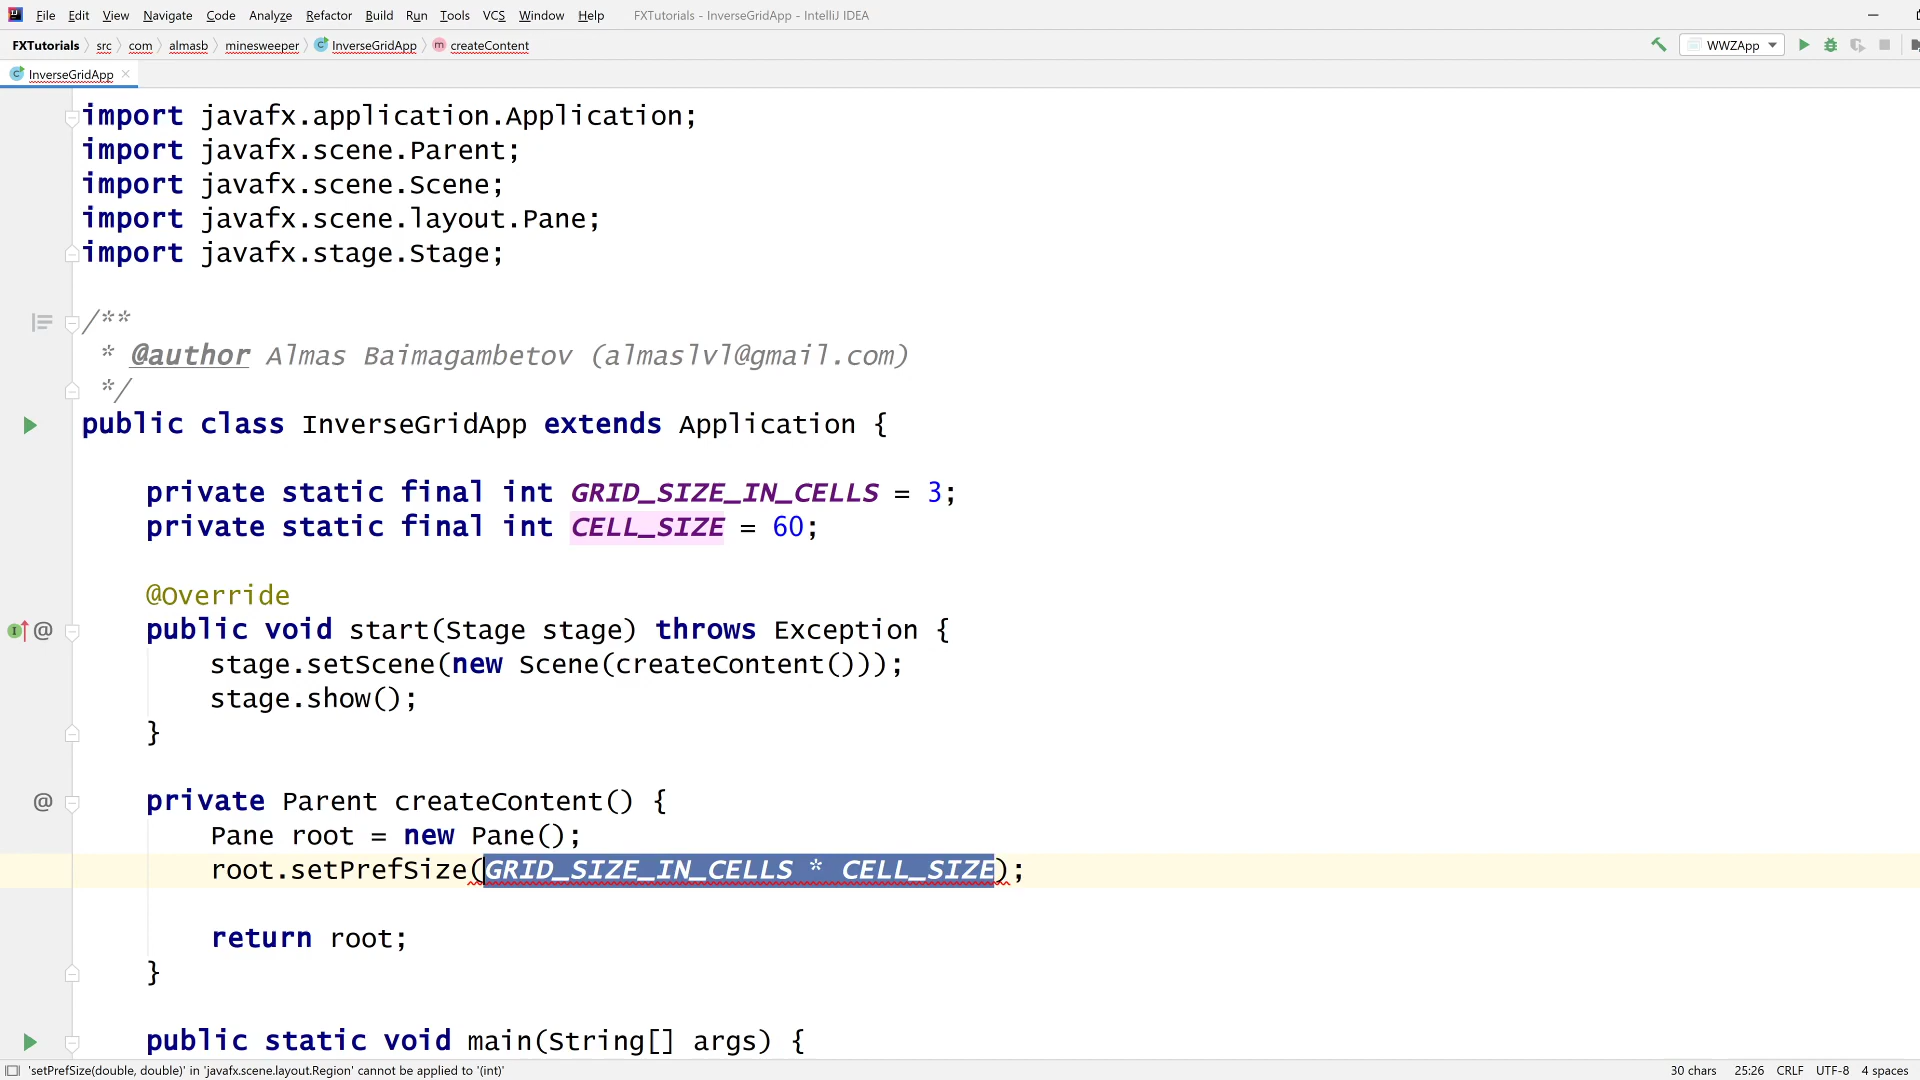 File Edit View Navigate Code Analyze Refactor Build Run Tools VCS Window Help FXTutorials - InverseGridApp - IntelliJ IDEA
FXTutorials src com almasb minesweeper InverseGridApp createContent WWZApp
InverseGridApp
import javafx.application.Application;
import javafx.scene.Parent;
import javafx.scene.Scene;
import javafx.scene.layout.Pane;
import javafx.stage.Stage;
/**
* @author Almas Baimagambetov (almaslvl@gmail.com)
*/
public class InverseGridApp extends Application {
private static final int GRID_SIZE_IN_CELLS = 3;
private static final int CELL_SIZE = 60;
@Override
public void start(Stage stage) throws Exception {
stage.setScene(new Scene(createContent()));
stage.show();
}
private Parent createContent() {
Pane root = new Pane();
root.setPrefSize(GRID_SIZE_IN_CELLS * CELL_SIZE);
return root;
}
public static void main(String[] args) {
'setPrefSize(double, double)' in 'javafx.scene.layout.Region' cannot be applied to '(int)' 30 chars 25:26 CRLF UTF-8 4 spaces